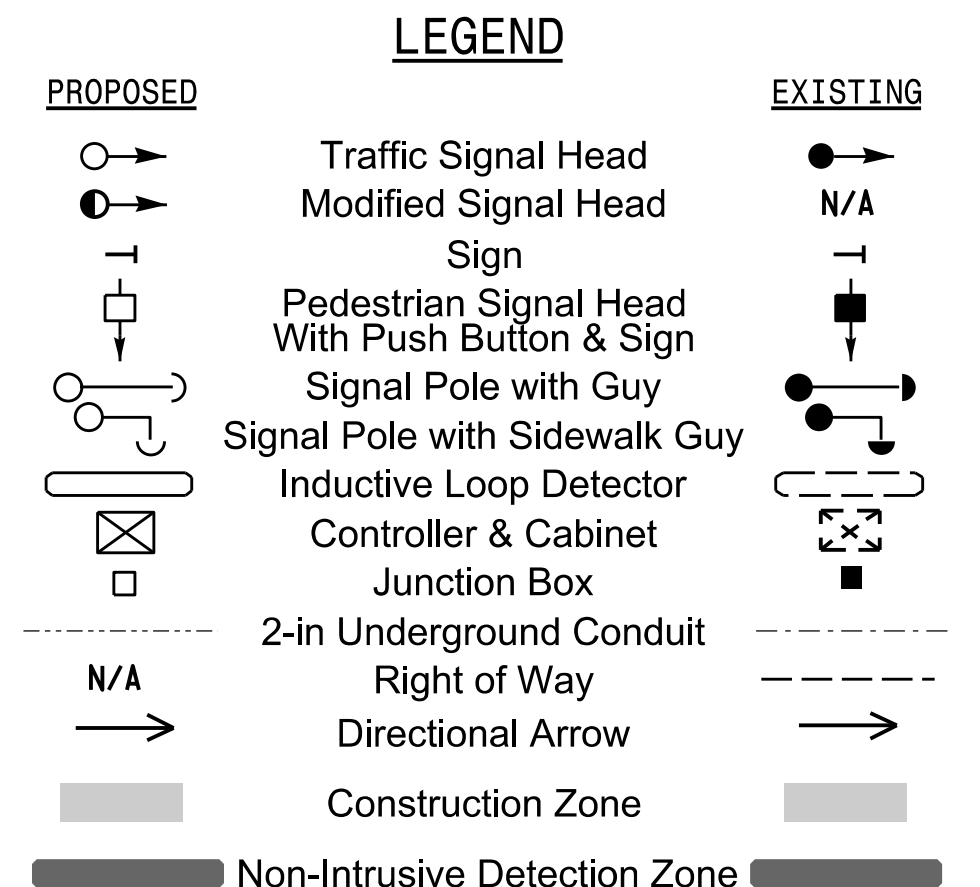 LEGEND
PROPOSED EXISTING
Traffic Signal Head
Modified Signal Head N/A
Sign
Pedestrian Signal Head
With Push Button & Sign
Signal Pole with Guy
Signal Pole with Sidewalk Guy
Inductive Loop Detector
Controller & Cabinet
Junction Box
2-in Underground Conduit
N/A Right of Way
Directional Arrow
Construction Zone
Non-Intrusive Detection Zone